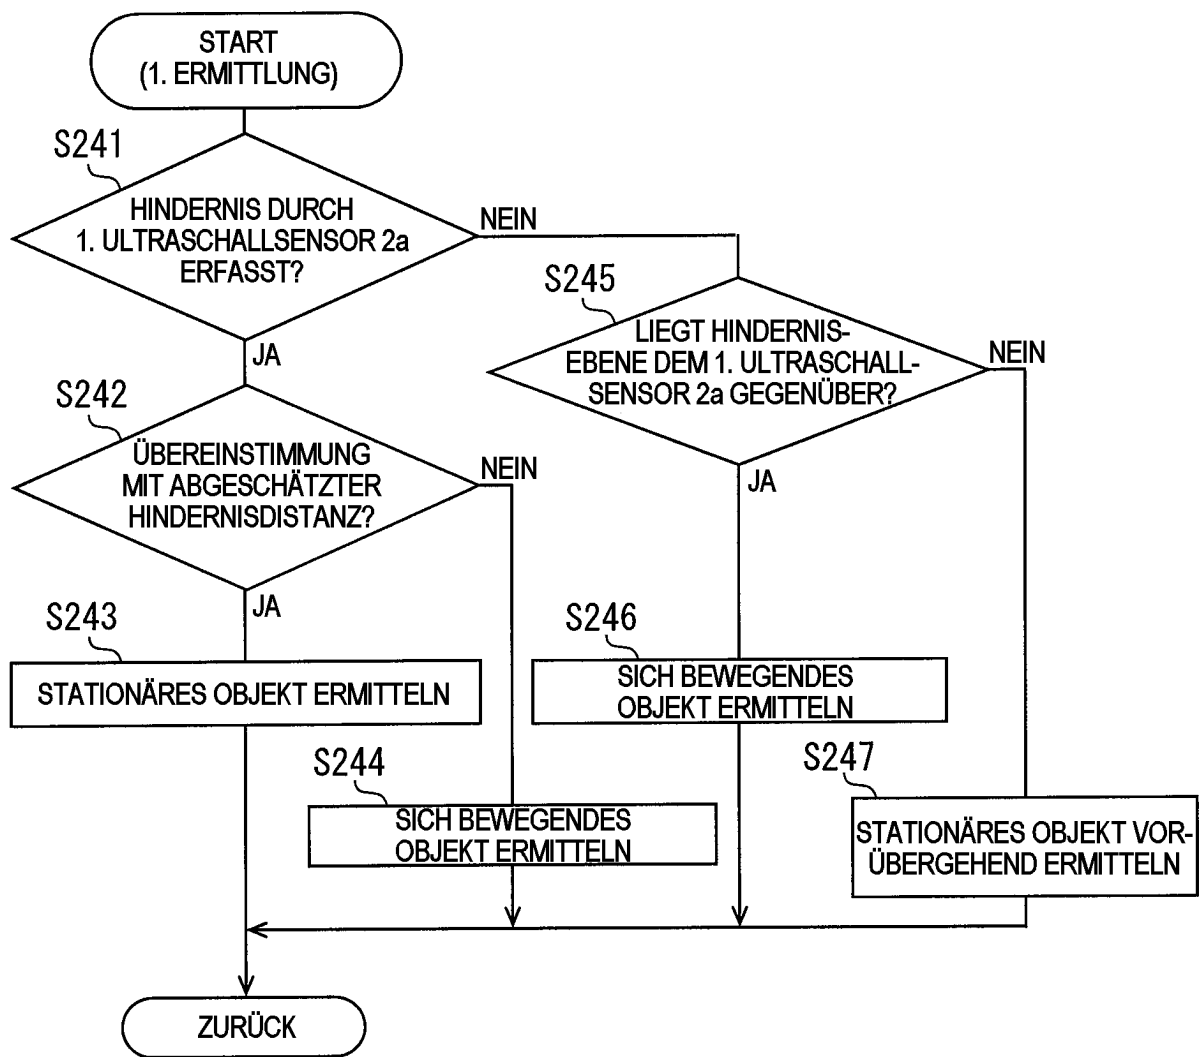 START
(1. ERMITTLUNG)
S241
HINDERNIS DURCH
1. ULTRASCHALLSENSOR 2a
ERFASST?
NEIN
JA
S245
LIEGT HINDERNIS-
EBENE DEM 1. ULTRASCHALL-
SENSOR 2a GEGENÜBER?
NEIN
JA
S242
ÜBEREINSTIMMUNG
MIT ABGESCHÄTZTER
HINDERNISDISTANZ?
NEIN
JA
S243
STATIONÄRES OBJEKT ERMITTELN
S246
SICH BEWEGENDES
OBJEKT ERMITTELN
S244
SICH BEWEGENDES
OBJEKT ERMITTELN
S247
STATIONÄRES OBJEKT VOR-
ÜBERGEHEND ERMITTELN
ZURÜCK